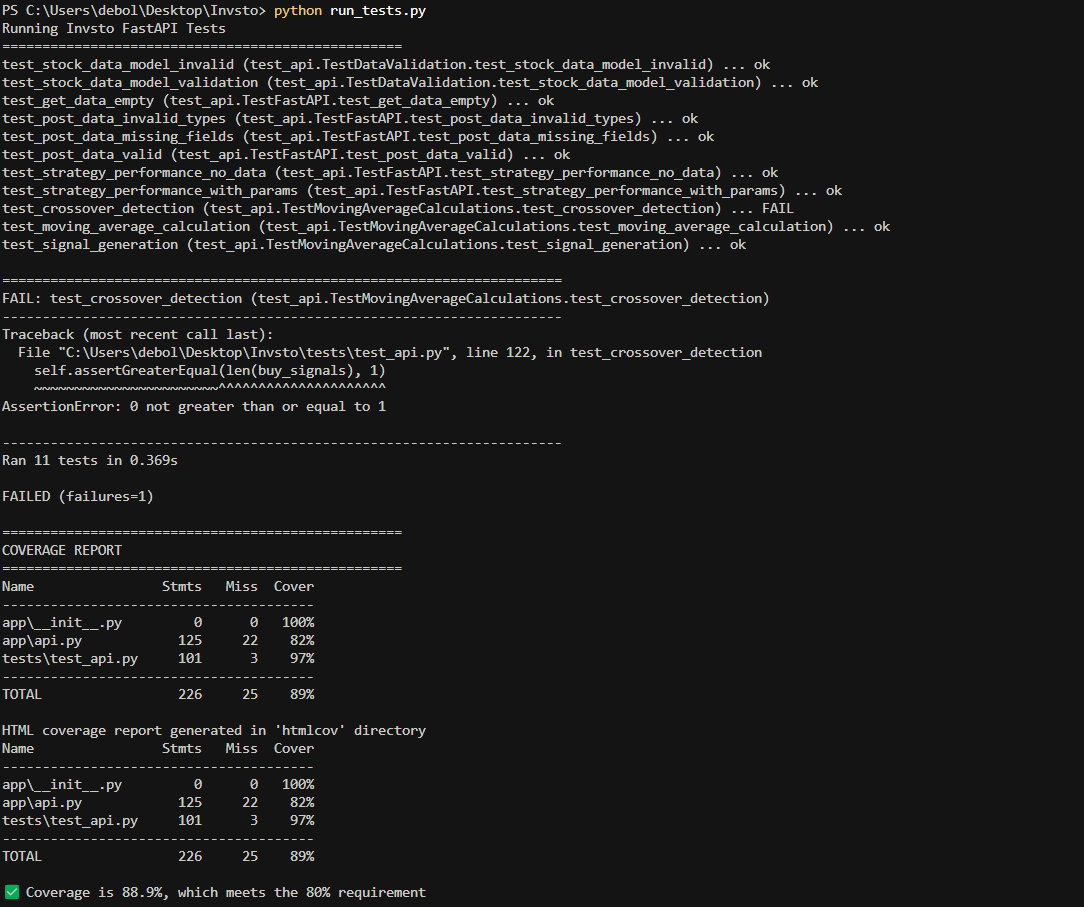 PS C:\Users\debol\Desktop\Invsto> python run_tests.py
Running Invsto FastAPI Tests
==================================================
test_stock_data_model_invalid (test_api.TestDataValidation.test_stock_data_model_invalid) ... ok
test_stock_data_model_validation (test_api.TestDataValidation.test_stock_data_model_validation) ... ok
test_get_data_empty (test_api.TestFastAPI.test_get_data_empty) ... ok
test_post_data_invalid_types (test_api.TestFastAPI.test_post_data_invalid_types) ... ok
test_post_data_missing_fields (test_api.TestFastAPI.test_post_data_missing_fields) ... ok
test_post_data_valid (test_api.TestFastAPI.test_post_data_valid) ... ok
test_strategy_performance_no_data (test_api.TestFastAPI.test_strategy_performance_no_data) ... ok
test_strategy_performance_with_params (test_api.TestFastAPI.test_strategy_performance_with_params) ... ok
test_crossover_detection (test_api.TestMovingAverageCalculations.test_crossover_detection) ... FAIL
test_moving_average_calculation (test_api.TestMovingAverageCalculations.test_moving_average_calculation) ... ok
test_signal_generation (test_api.TestMovingAverageCalculations.test_signal_generation) ... ok

======================================================================
FAIL: test_crossover_detection (test_api.TestMovingAverageCalculations.test_crossover_detection)
----------------------------------------------------------------------
Traceback (most recent call last):
  File "C:\Users\debol\Desktop\Invsto\tests\test_api.py", line 122, in test_crossover_detection
    self.assertGreaterEqual(len(buy_signals), 1)
    ~~~~~~~~~~~~~~~~~~~~~~~^^^^^^^^^^^^^^^^^^^^^
AssertionError: 0 not greater than or equal to 1

----------------------------------------------------------------------
Ran 11 tests in 0.369s

FAILED (failures=1)

==================================================
COVERAGE REPORT
==================================================
Name                Stmts   Miss  Cover
---------------------------------------
app\__init__.py         0      0   100%
app\api.py            125     22    82%
tests\test_api.py     101      3    97%
---------------------------------------
TOTAL                 226     25    89%

HTML coverage report generated in 'htmlcov' directory
Name                Stmts   Miss  Cover
---------------------------------------
app\__init__.py         0      0   100%
app\api.py            125     22    82%
tests\test_api.py     101      3    97%
---------------------------------------
TOTAL                 226     25    89%

✅ Coverage is 88.9%, which meets the 80% requirement